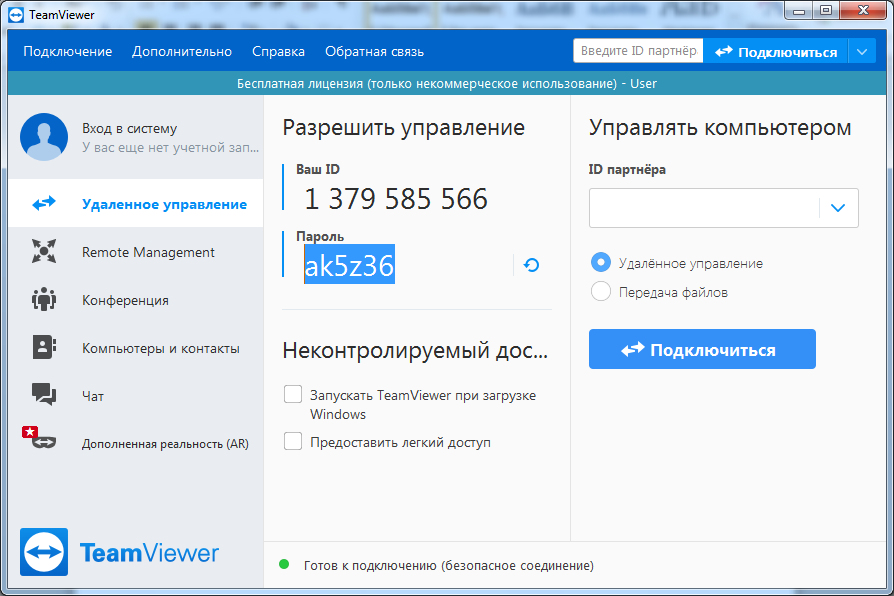 TeamViewer
Подключение Дополнительно Справка Обратная связь
Введите ID партнёр
Подключиться
Бесплатная лицензия (только некоммерческое использование) - User
Вход в систему
У вас еще нет учетной зап...
Удаленное управление
Remote Management
Конференция
Компьютеры и контакты
Чат
Дополненная реальность (AR)
TeamViewer
Разрешить управление
Ваш ID
1 379 585 566
Пароль
ak5z36
Неконтролируемый дос...
Запускать TeamViewer при загрузке
Windows
Предоставить легкий доступ
Управлять компьютером
ID партнёра
Удалённое управление
Передача файлов
Подключиться
Готов к подключению (безопасное соединение)